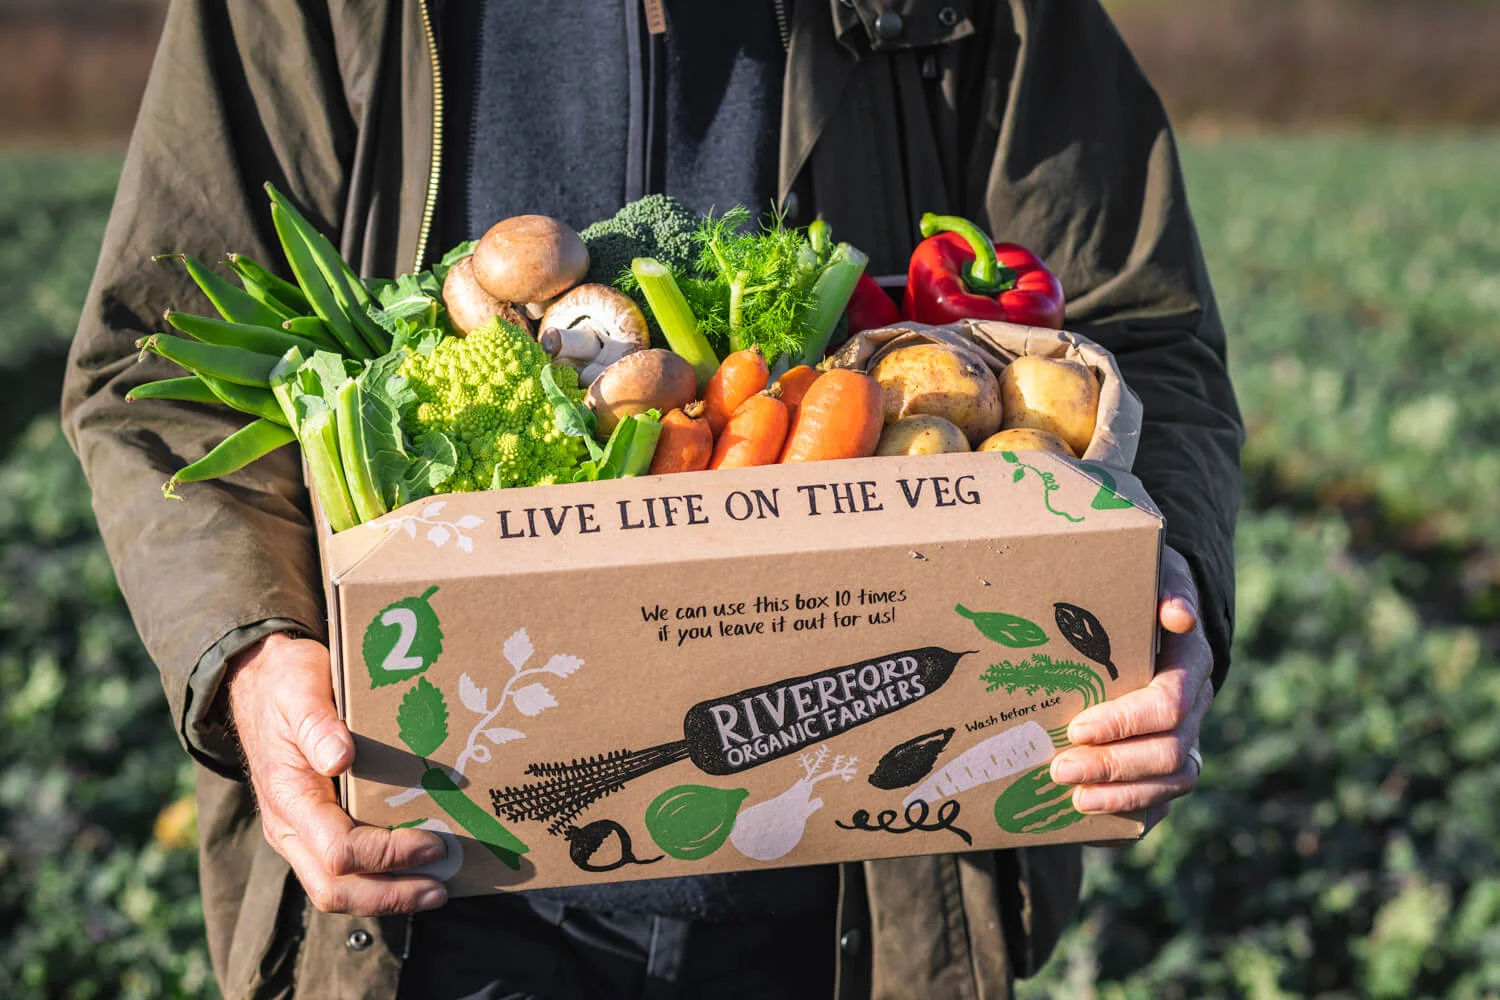 LIVE LIFE ON THE VEG
2
2
We can use this box 10 times
if you leave it out for us!
RIVERFORD
ORGANIC FARMERS
Wash before use